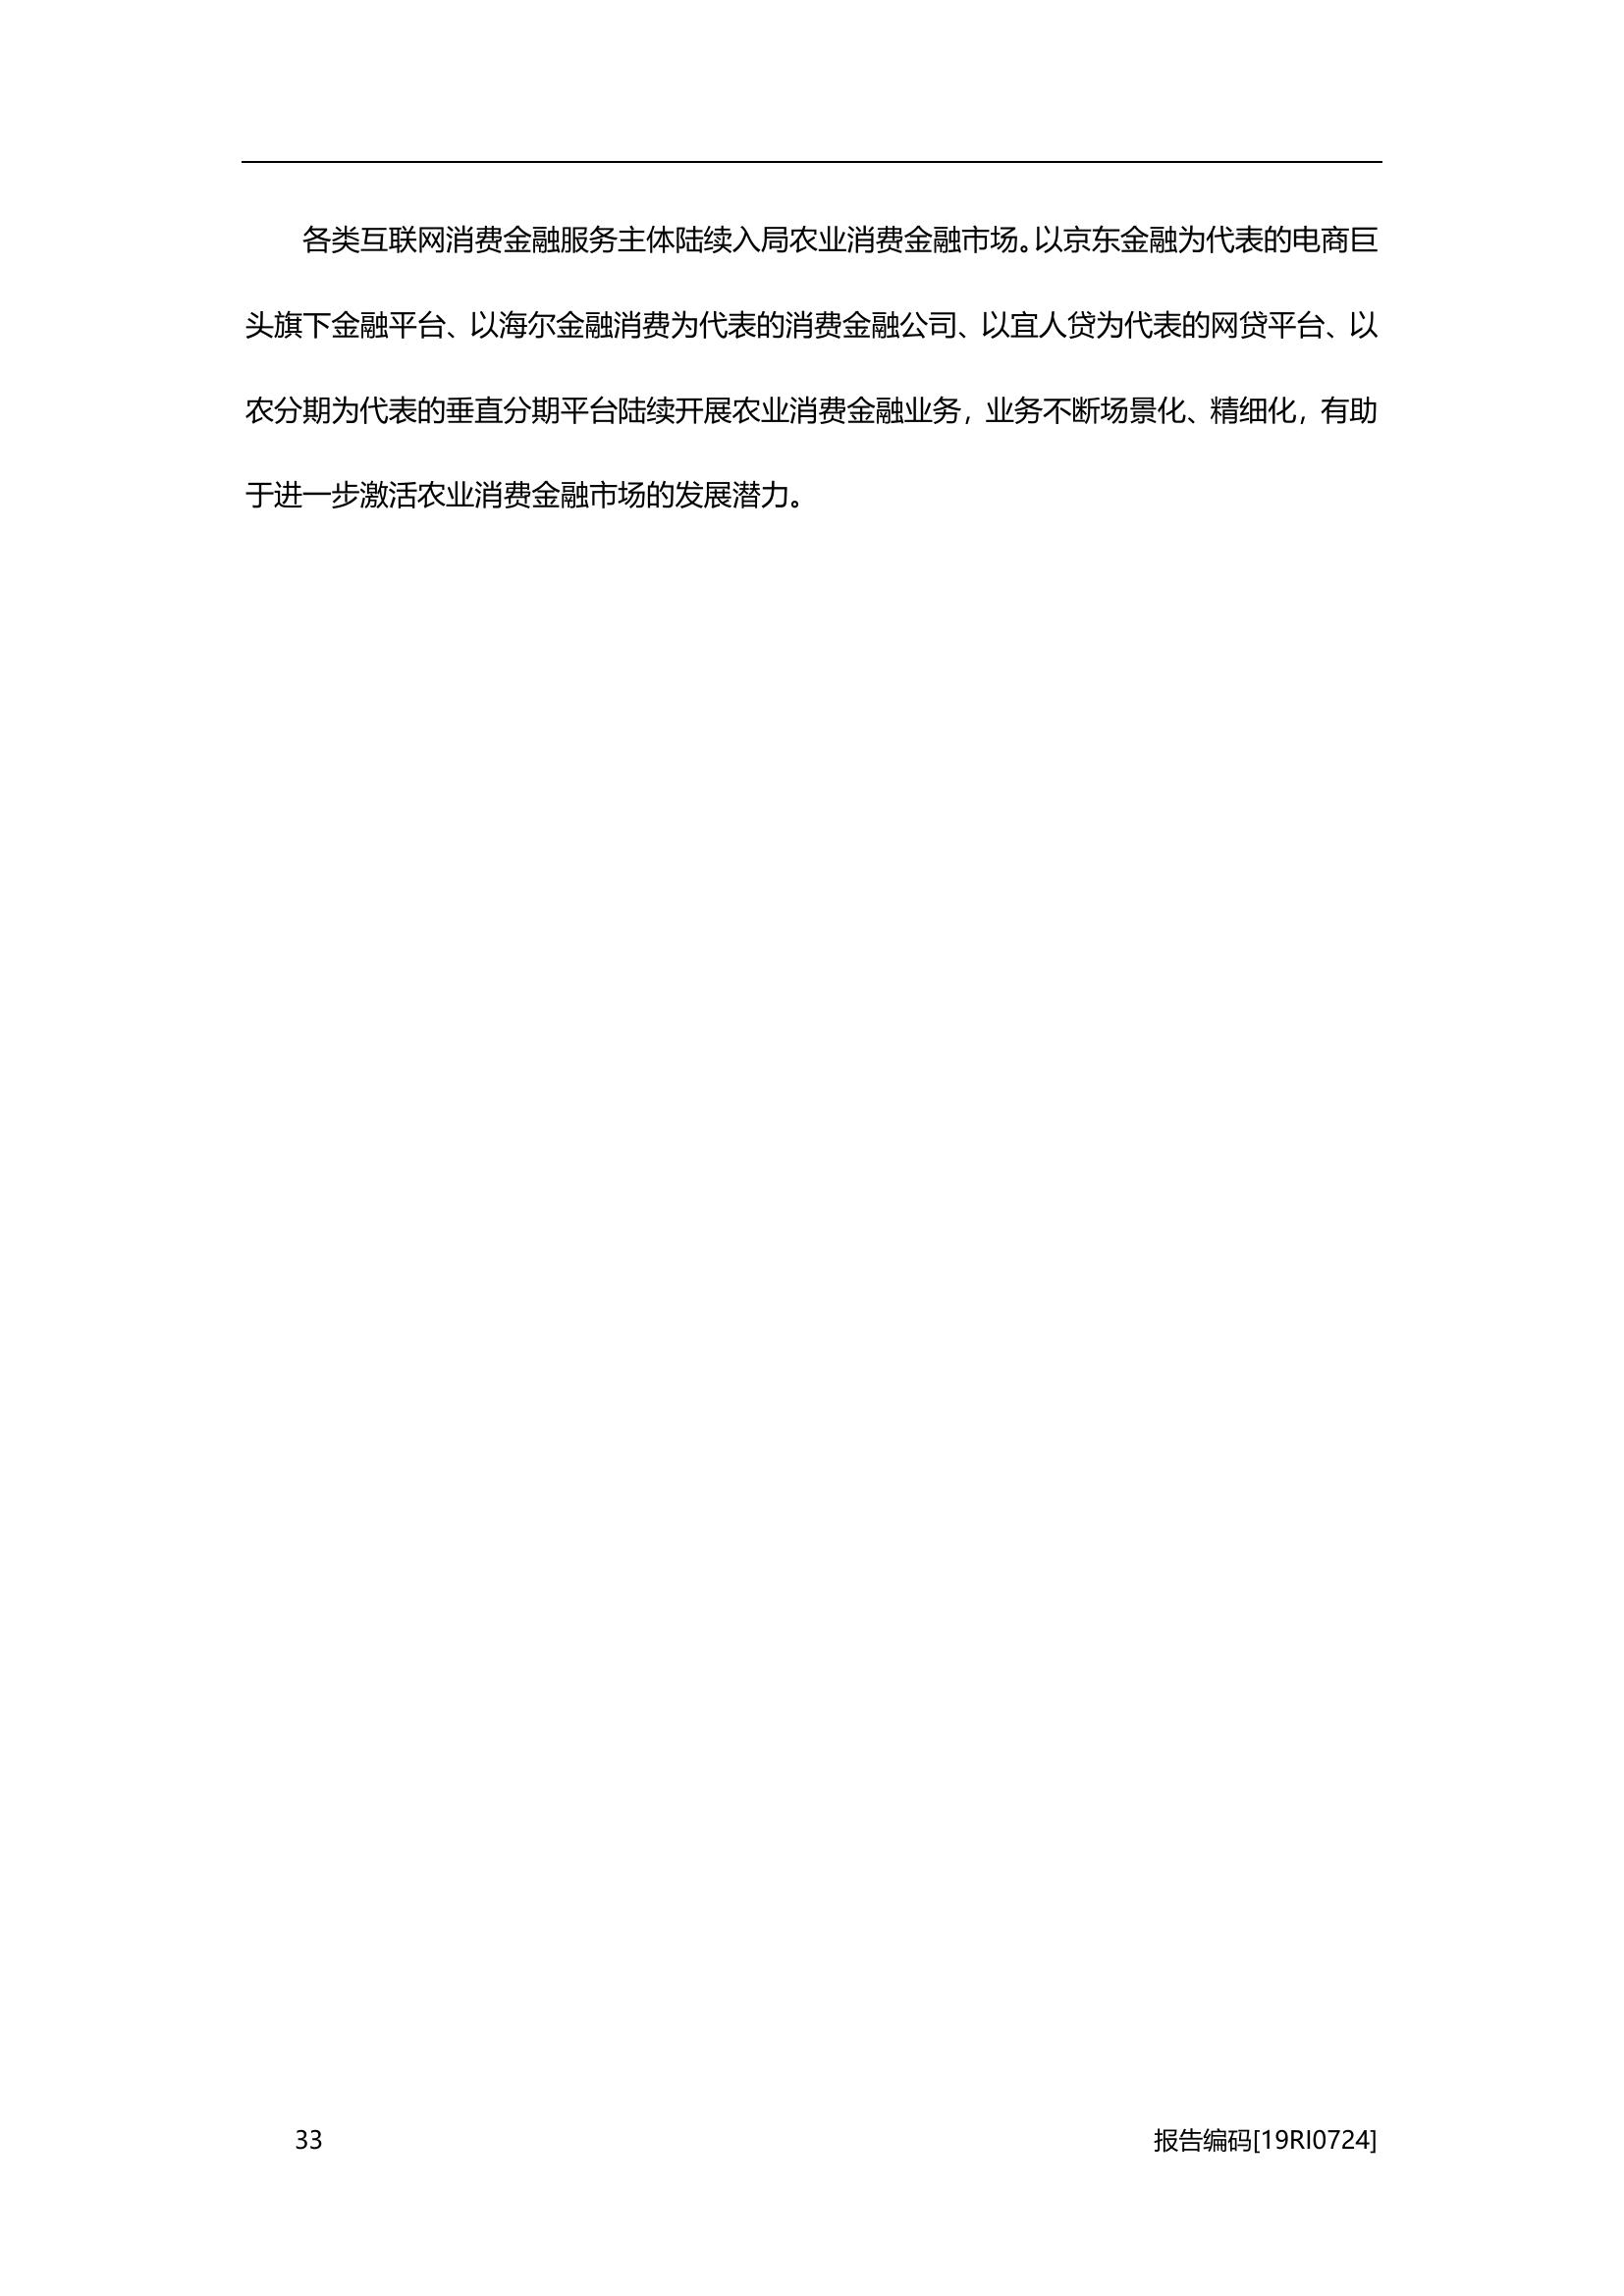 各类互联网消费金融服务主体陆续入局农业消费金融市场。以京东金融为代表的电商巨
头旗下金融平台、以海尔金融消费为代表的消费金融公司、以宜人贷为代表的网贷平台、以
农分期为代表的垂直分期平台陆续开展农业消费金融业务，业务不断场景化、精细化，有助
于进一步激活农业消费金融市场的发展潜力。
33 报告编码[19RI0724]